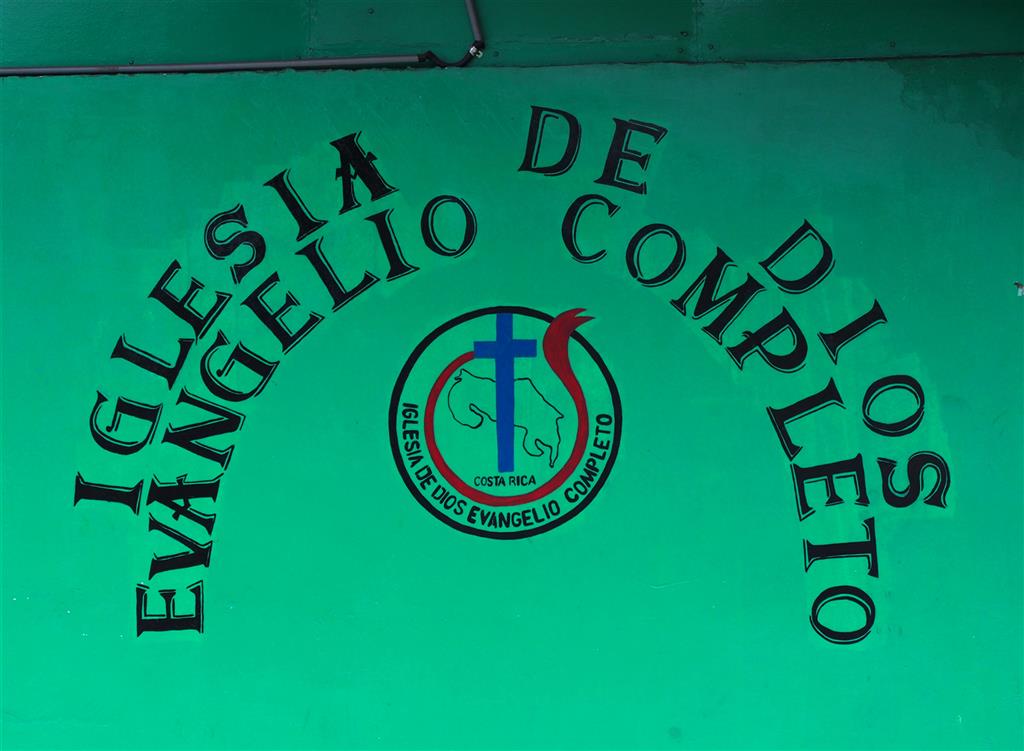 IGLESIA DE DIOS
EVANGELIO COMPLETO
COSTA RICA
IGLESIA DE DIOS EVANGELIO COMPLETO